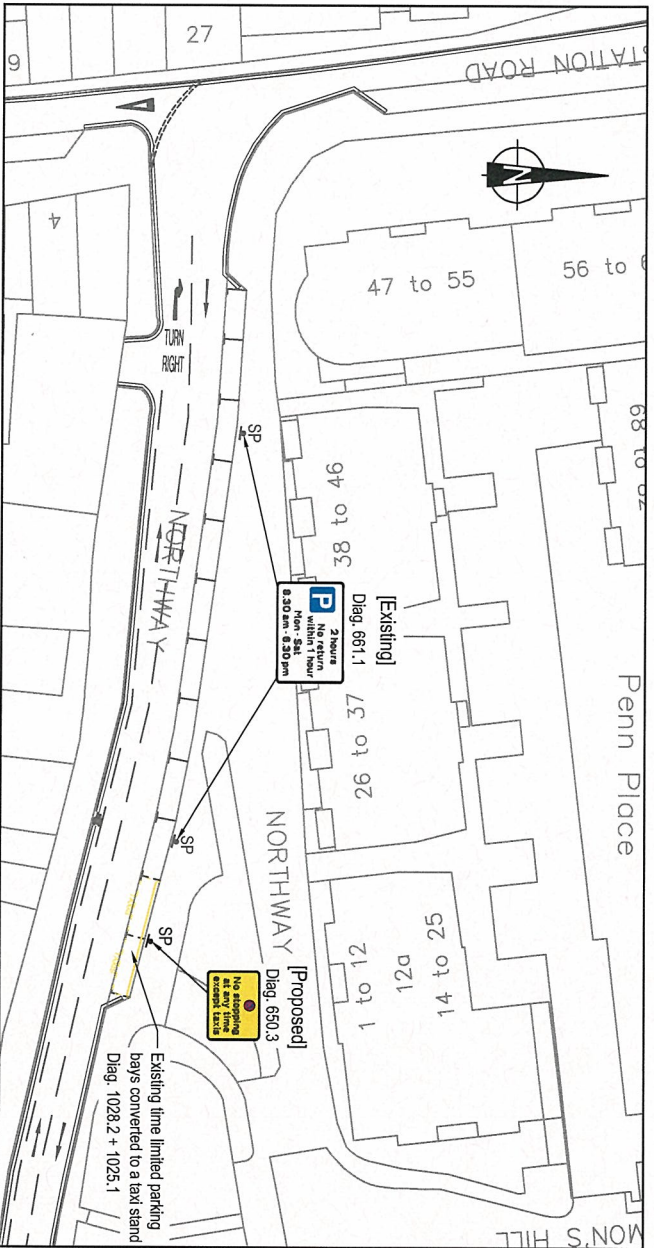 27
9
STATION ROAD
N
4
47 to 55
56 to 6
TURN
RIGHT
SP
38 to 46
NORTHWAY
[Existing]
Diag. 661.1
P
2 hours
No return
within 1 hour
Mon - Sat
8.30 am - 6.30 pm
26 to 37
Penn Place
SP
NORTHWAY
1 to 12
12a
14 to 25
SP
[Proposed]
Diag. 650.3
No stopping
at any time
except taxis
Existing time limited parking
bays converted to a taxi stand
Diag. 1028.2 + 1025.1
MON'S HILL